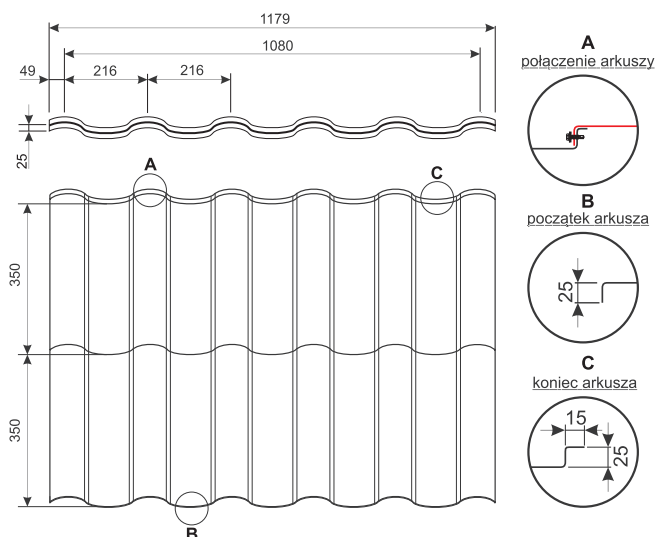 1179
1080
49
216
216
25
A
C
350
350
B
A
połączenie arkuszy
B
początek arkusza
25
C
koniec arkusza
15
25